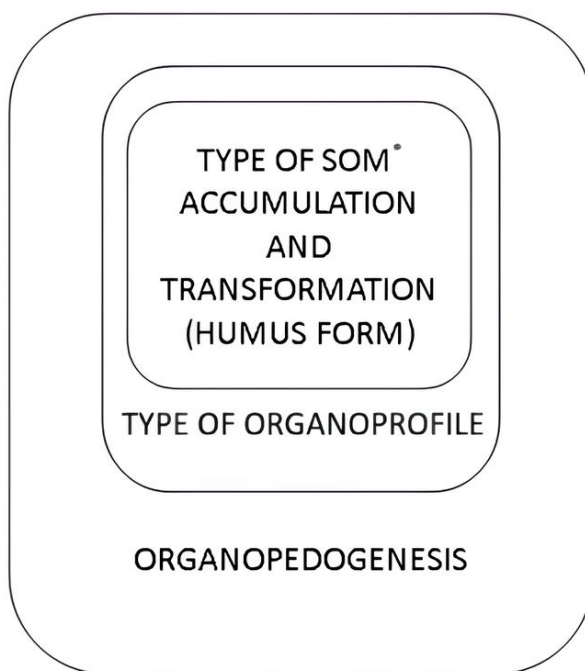 TYPE OF SOM*
ACCUMULATION
AND
TRANSFORMATION
(HUMUS FORM)
TYPE OF ORGANOPROFILE
ORGANOPEDOGENESIS